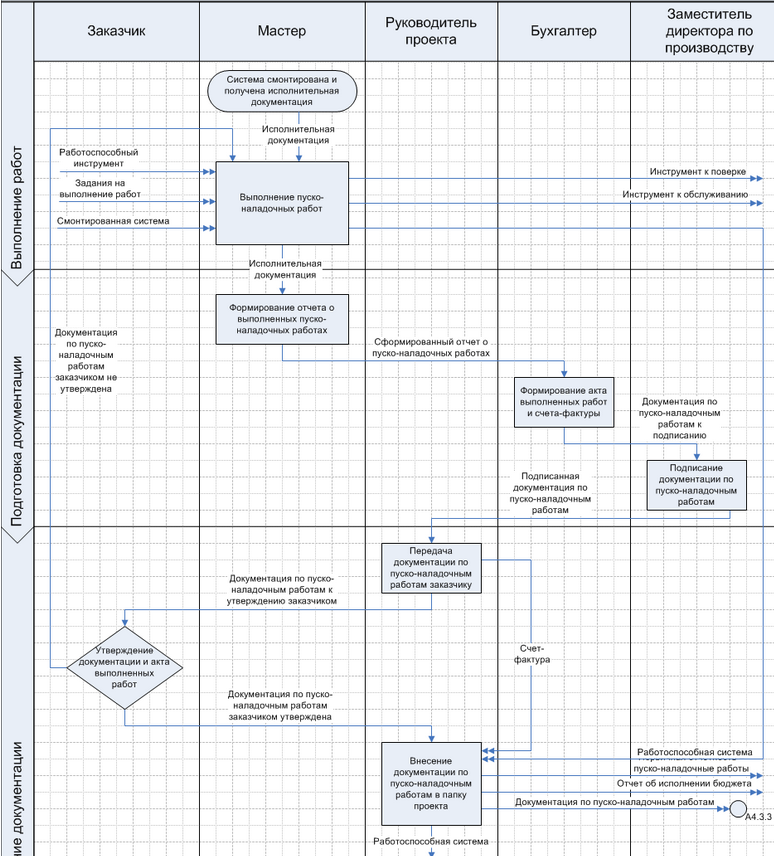 Заказчик
Мастер
Руководитель
проекта
Бухгалтер
Заместитель
директора по
производству
Выполнение работ
Система смонтирована и
получена исполнительная
документация
Исполнительная
документация
Работоспособный
инструмент
Задания на
выполнение работ
Смонтированная система
Выполнение пуско-
наладочных работ
Инструмент к поверке
Инструмент к обслуживанию
Исполнительная
документация
Подготовка документации
Формирование отчета о
выполненных пуско-
наладочных работах
Сформированный отчет о
пуско-наладочных работах
Документация
по пуско-
наладочным
работам
заказчиком не
утверждена
Формирование акта
выполненных работ
и счета-фактуры
Документация по
пуско-наладочным
работам к
подписанию
Подписание
документации по
пуско-наладочным
работам
Подписанная
документация по
пуско-наладочным
работам
ие документации
Передача
документации по
пуско-наладочным
работам заказчику
Документация по пуско-
наладочным работам к
утверждению заказчиком
Утверждение
документации и акта
выполненных
работ
Счет-
фактура
Документация по пуско-
наладочным работам
заказчиком утверждена
Внесение
документации по
пуско-наладочным
работам в папку
проекта
Работоспособная система
пуско-наладочные работы
Отчет об исполнении бюджета
Документация по пуско-наладочным работам
A4.3.3
Работоспособная система